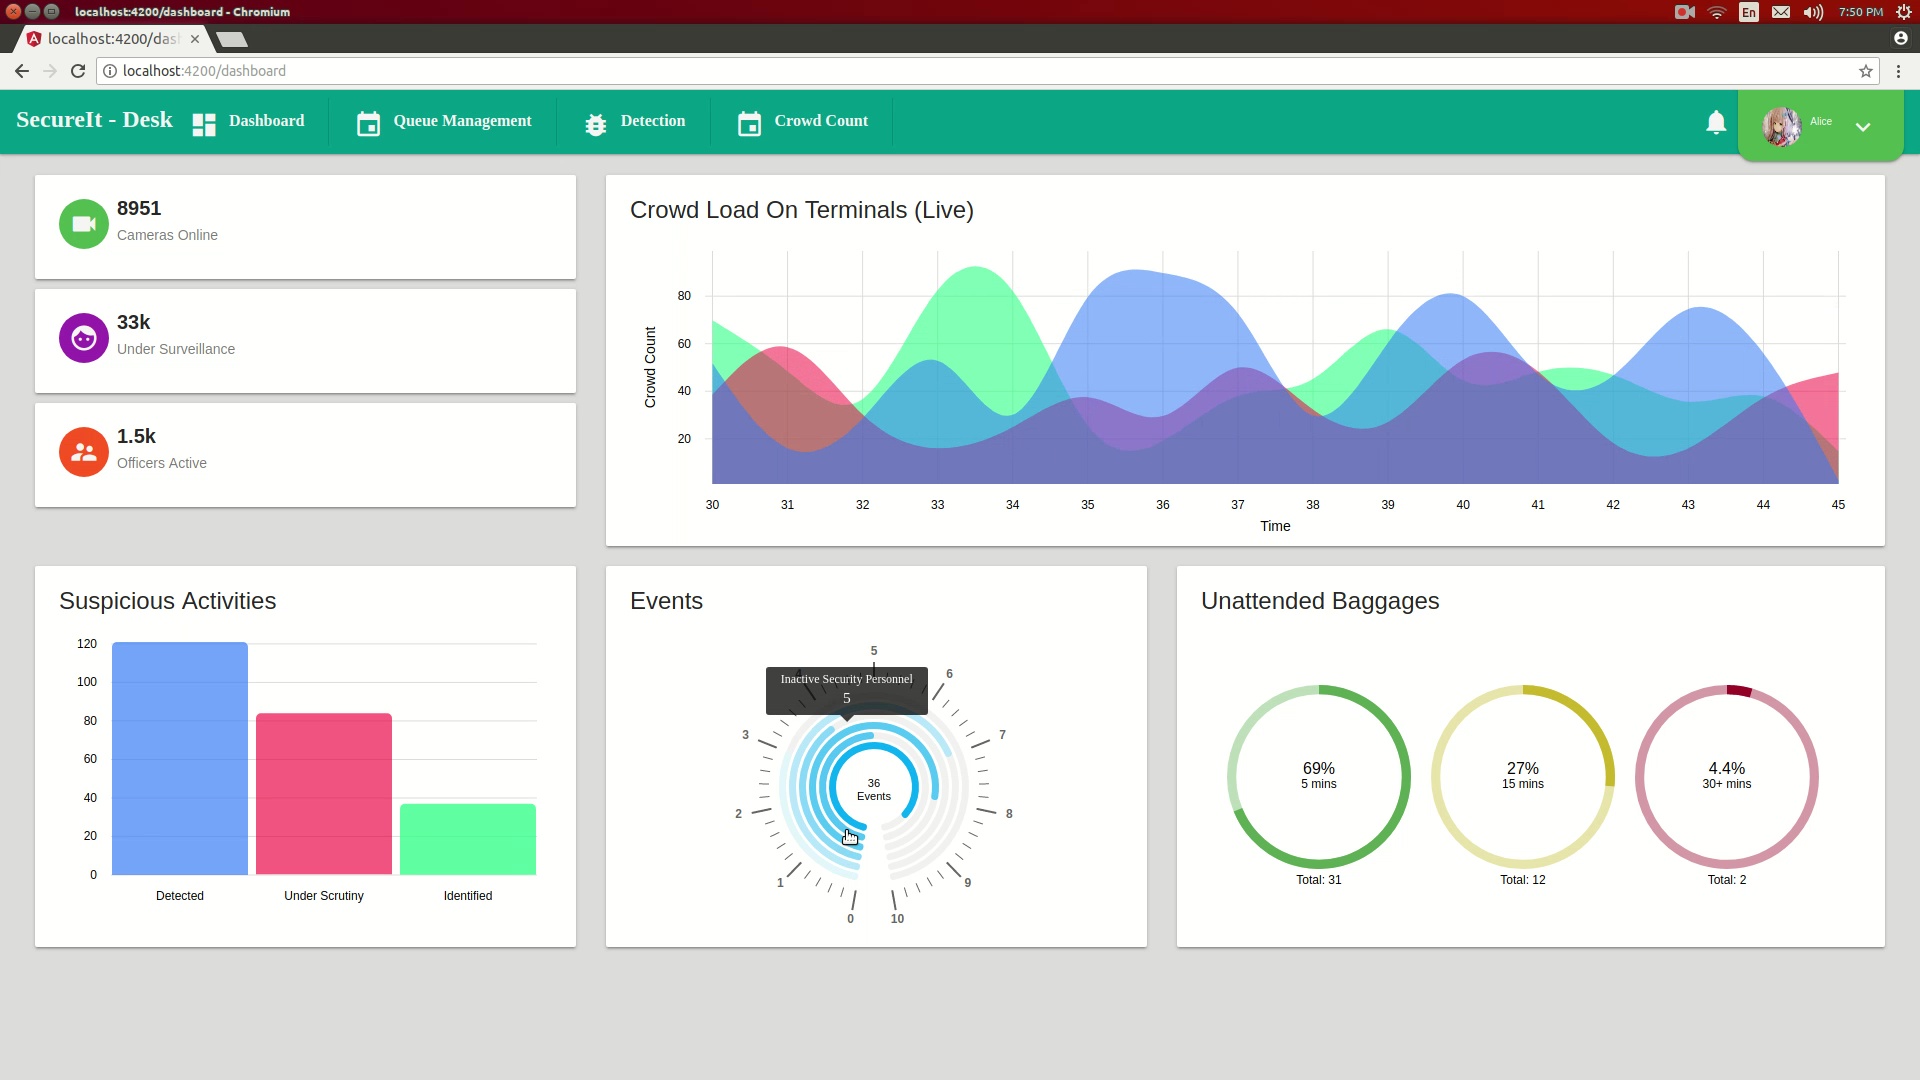 localhost:4200/dashboard - Chromium
En
7:50 PM
localhost:4200/das
localhost:4200/dashboard
SecureIt - Desk
Dashboard
Queue Management
Detection
Crowd Count
Alice
8951
Cameras Online
33k
Under Surveillance
1.5k
Officers Active
Crowd Load On Terminals (Live)
Crowd Count
80
60
40
20
30 31 32 33 34 35 36 37 38 39 40 41 42 43 44 45
Time
Suspicious Activities
120
100
80
60
40
20
0
Detected Under Scrutiny Identified
Events
Inactive Security Personnel
5
0
1
2
3
5
6
7
8
9
10
36
Events
Unattended Baggages
69%
5 mins
Total: 31
27%
15 mins
Total: 12
4.4%
30+ mins
Total: 2